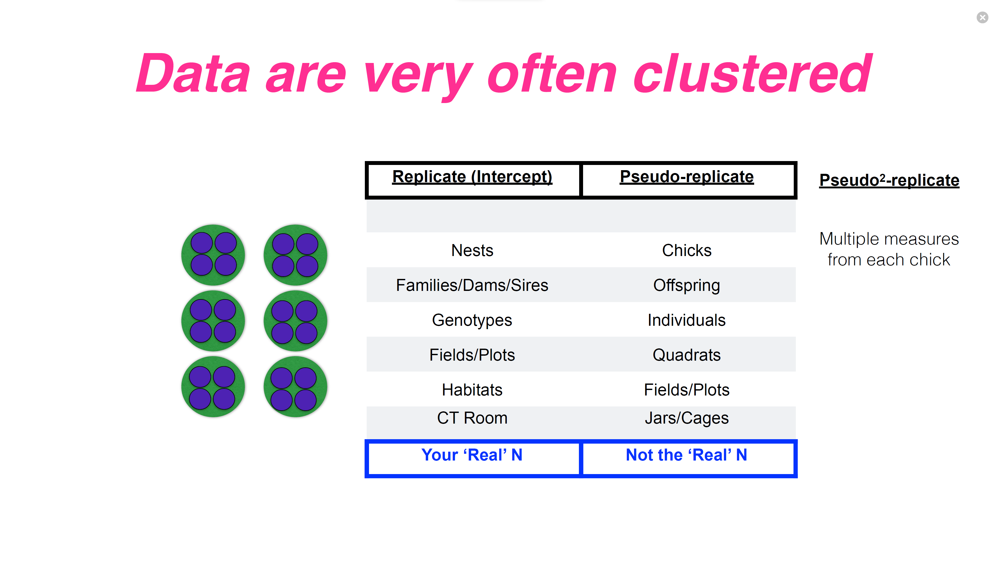 Data are very often clustered
Replicate (Intercept) Pseudo-replicate Pseudo²-replicate
Nests Chicks Multiple measures
from each chick
Families/Dams/Sires Offspring
Genotypes Individuals
Fields/Plots Quadrats
Habitats Fields/Plots
CT Room Jars/Cages
Your ‘Real’ N Not the ‘Real’ N